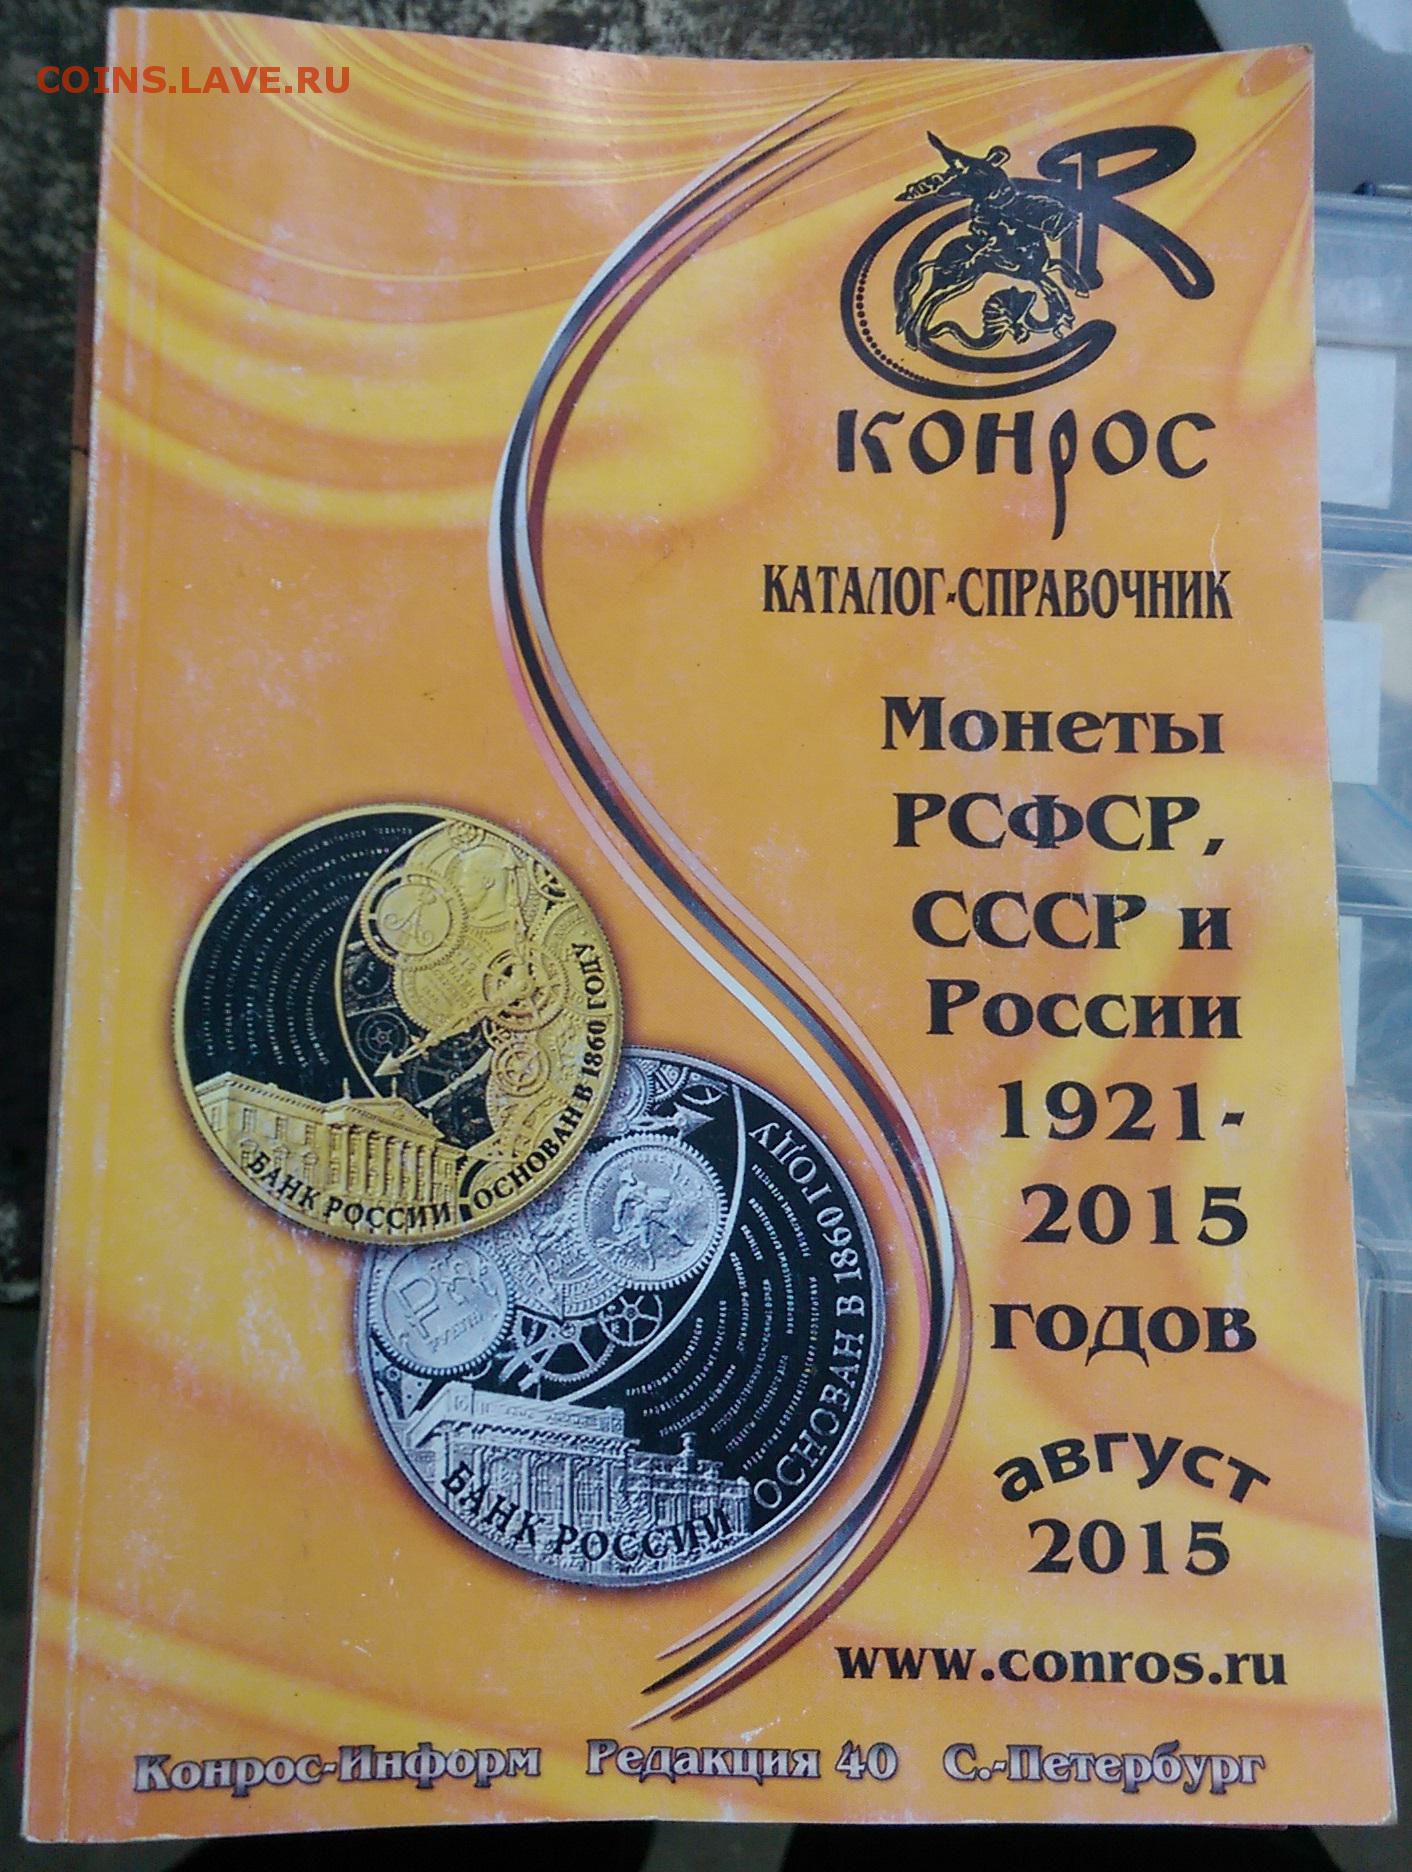 COINS.LAVE.RU
КОНРОС
КАТАЛОГ-СПРАВОЧНИК
Монеты
РСФСР,
СССР и
России
1921-
2015
годов
август
2015
www.conros.ru
БАНК РОССИИ ОСНОВАН В 1860 ГОДУ
БАНК РОССИИ ОСНОВАН В 1860 ГОДУ
Конрос-Информ Редакция 40 С.-Петербург